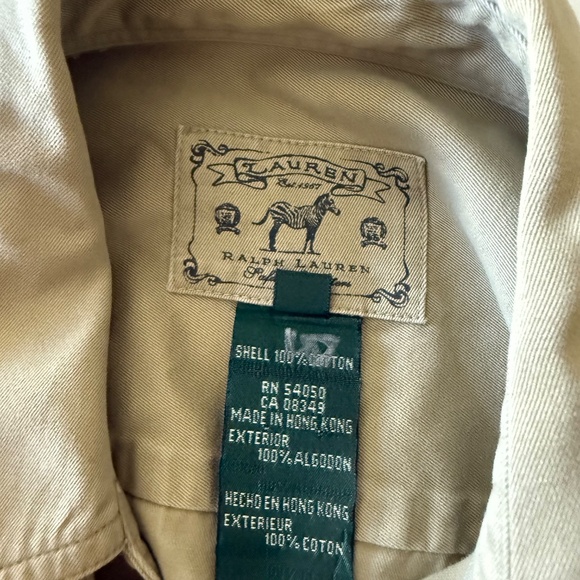 LAUREN
Est. 1967
RALPH LAUREN
SHELL 100% COTTON
RN 54050
CA 08349
MADE IN HONG KONG
EXTERIOR
100% ALGODON
HECHO EN HONG KONG
EXTERIEUR
100% COTON